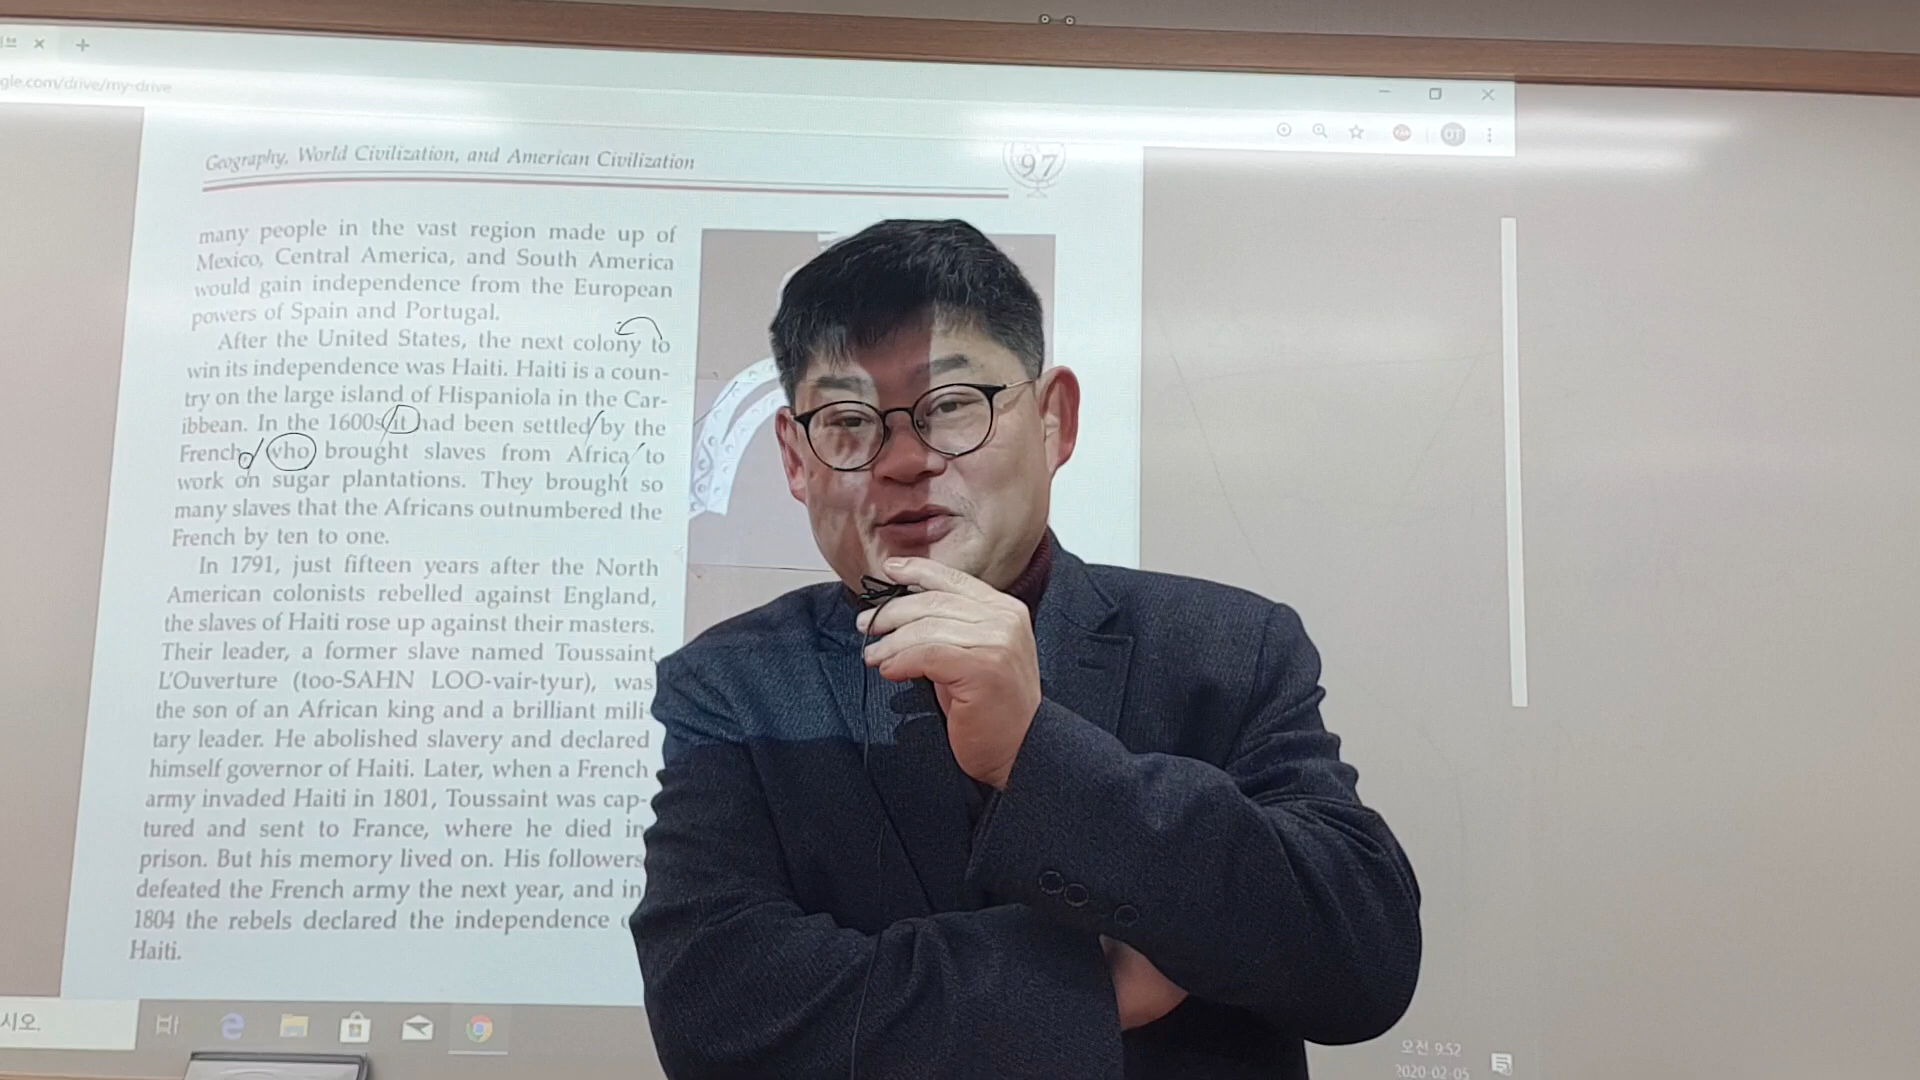 gle.com/drive/my-drive
Geography, World Civilization, and American Civilization
97
many people in the vast region made up of
Mexico, Central America, and South America
would gain independence from the European
powers of Spain and Portugal.
After the United States, the next colony to
win its independence was Haiti. Haiti is a coun-
try on the large island of Hispaniola in the Car-
ibbean. In the 1600s it had been settled by the
French, who brought slaves from Africa to
work on sugar plantations. They brought so
many slaves that the Africans outnumbered the
French by ten to one.
In 1791, just fifteen years after the North
American colonists rebelled against England,
the slaves of Haiti rose up against their masters.
Their leader, a former slave named Toussaint
L'Ouverture (too-SAHN LOO-vair-tyur), was
the son of an African king and a brilliant mili-
tary leader. He abolished slavery and declared
himself governor of Haiti. Later, when a French
army invaded Haiti in 1801, Toussaint was cap-
tured and sent to France, where he died in
prison. But his memory lived on. His followers
defeated the French army the next year, and in
1804 the rebels declared the independence
Haiti.
시오.
오전 9:52
2020-02-05